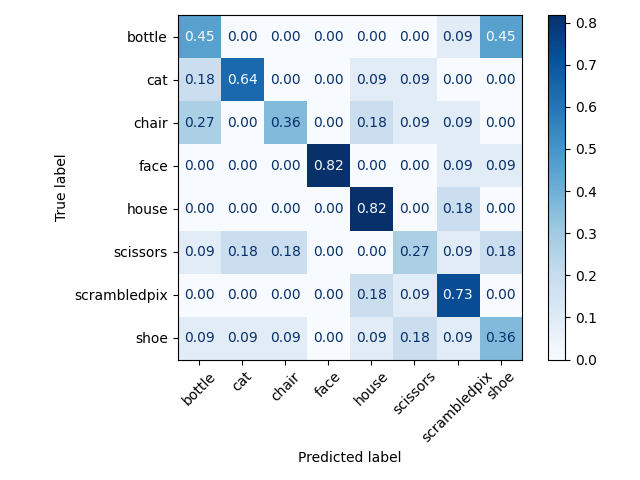 bottle 0.45 0.00 0.00 0.00 0.00 0.00 0.09 0.45
cat 0.18 0.64 0.00 0.00 0.09 0.09 0.00 0.00
chair 0.27 0.00 0.36 0.00 0.18 0.09 0.09 0.00
face 0.00 0.00 0.00 0.82 0.00 0.00 0.09 0.09
house 0.00 0.00 0.00 0.00 0.82 0.00 0.18 0.00
scissors 0.09 0.18 0.18 0.00 0.00 0.27 0.09 0.18
scrambledpix 0.00 0.00 0.00 0.00 0.18 0.09 0.73 0.00
shoe 0.09 0.09 0.09 0.00 0.09 0.18 0.09 0.36
True label
bottle cat chair face house scissors scrambledpix shoe
Predicted label
0.8
0.7
0.6
0.5
0.4
0.3
0.2
0.1
0.0